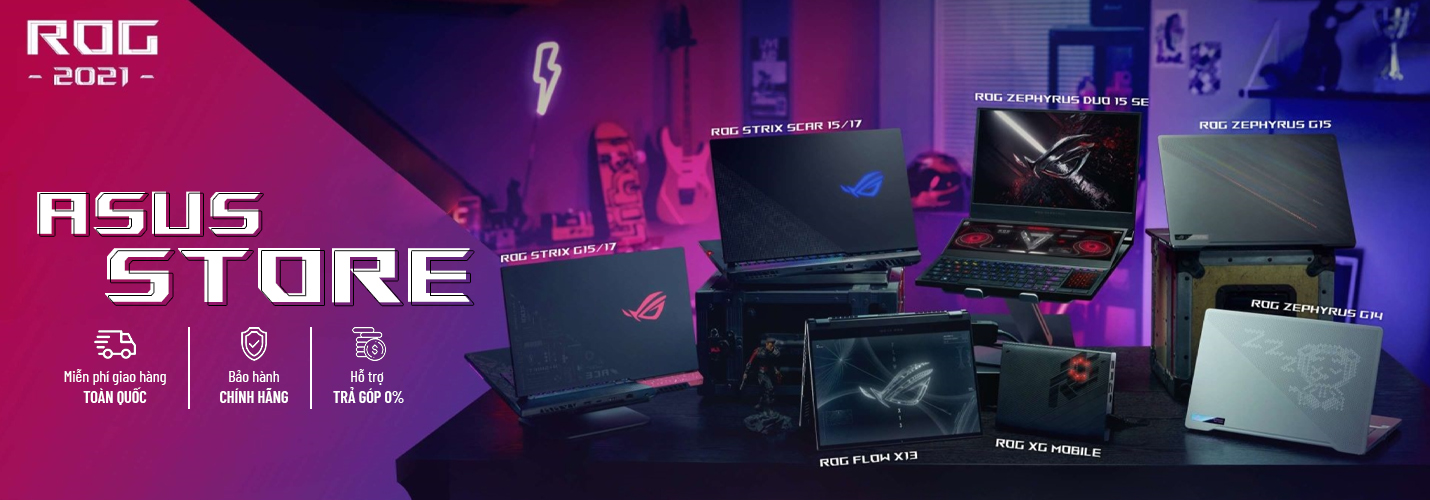 ROG
- 2021 -
ASUS
STORE
Miễn phí giao hàng
TOÀN QUỐC
Bảo hành
CHÍNH HÃNG
Hỗ trợ
TRẢ GÓP 0%
ROG STRIX G15/17
ROG STRIX SCAR 15/17
ROG ZEPHYRUS DUO 15 SE
ROG ZEPHYRUS G15
ROG ZEPHYRUS G14
ROG FLOW X13
ROG XG MOBILE